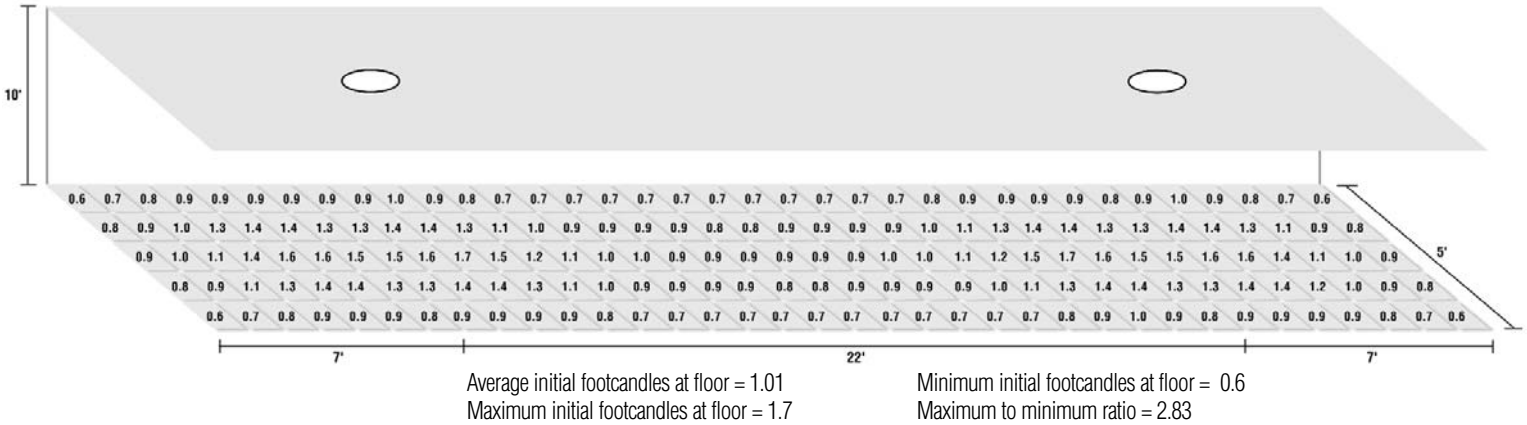 10'
0.6 0.7 0.8 0.9 0.9 0.9 0.9 0.9 0.9 1.0 0.9 0.8 0.7 0.7 0.7 0.7 0.7 0.7 0.7 0.7 0.7 0.7 0.7 0.8 0.9 0.9 0.9 0.9 0.8 0.9 1.0 0.9 0.8 0.7 0.6
0.8 0.9 1.0 1.3 1.4 1.4 1.3 1.3 1.4 1.4 1.3 1.1 1.0 0.9 0.9 0.9 0.9 0.8 0.8 0.9 0.9 0.9 0.9 1.0 1.1 1.3 1.4 1.4 1.3 1.3 1.4 1.4 1.3 1.1 0.9 0.8
0.9 1.0 1.1 1.4 1.6 1.6 1.5 1.5 1.6 1.7 1.5 1.2 1.1 1.0 1.0 0.9 0.9 0.9 0.9 0.9 0.9 1.0 1.0 1.1 1.2 1.5 1.7 1.6 1.5 1.5 1.6 1.6 1.4 1.1 1.0 0.9
5'
0.8 0.9 1.1 1.3 1.4 1.4 1.3 1.3 1.4 1.4 1.3 1.1 1.0 0.9 0.9 0.9 0.9 0.8 0.8 0.9 0.9 0.9 0.9 1.0 1.1 1.3 1.4 1.4 1.3 1.3 1.4 1.4 1.2 1.0 0.9 0.8
0.6 0.7 0.8 0.9 0.9 0.9 0.8 0.9 0.9 0.9 0.9 0.8 0.7 0.7 0.7 0.7 0.7 0.7 0.7 0.7 0.7 0.7 0.7 0.8 0.9 1.0 0.9 0.8 0.9 0.9 0.9 0.9 0.8 0.7 0.6
7' 22' 7'
Average initial footcandles at floor = 1.01 Minimum initial footcandles at floor = 0.6
Maximum initial footcandles at floor = 1.7 Maximum to minimum ratio = 2.83